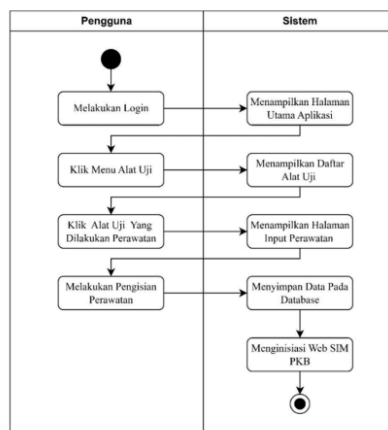 Pengguna
Sistem
Melakukan Login
Menampilkan Halaman
Utama Aplikasi
Klik Menu Alat Uji
Menampilkan Daftar
Alat Uji
Klik Alat Uji Yang
Dilakukan Perawatan
Menampilkan Halaman
Input Perawatan
Melakukan Pengisian
Perawatan
Menyimpan Data Pada
Database
Menginisiasi Web SIM
PKB